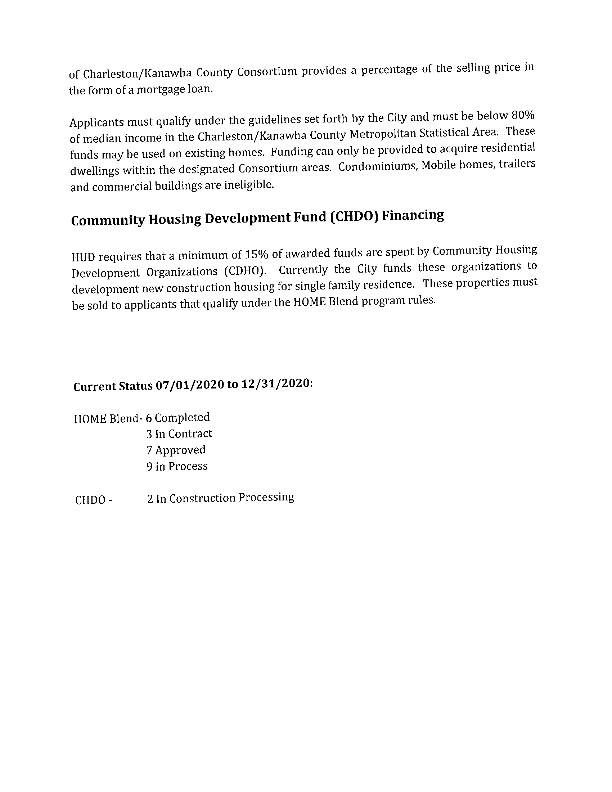 of Charleston/Kanawha County Consortium provides a percentage of the selling price in
the form of a mortgage loan.
Applicants must qualify under the guidelines set forth by the City and must be below 80%
of median income in the Charleston/Kanawha County Metropolitan Statistical Area. These
funds may be used on existing homes. Funding can only be provided to acquire residential
dwellings within the designated Consortium areas. Condominiums, Mobile homes, trailers
and commercial buildings are ineligible.
Community Housing Development Fund (CHDO) Financing
HUD requires that a minimum of 15% of awarded funds are spent by Community Housing
Development Organizations (CDHO). Currently the City funds these organizations to
development new construction housing for single family residence. These properties must
be sold to applicants that qualify under the HOME Blend program rules.
Current Status 07/01/2020 to 12/31/2020:
HOME Blend- 6 Completed
3 in Contract
7 Approved
9 in Process
CHDO - 2 in Construction Processing